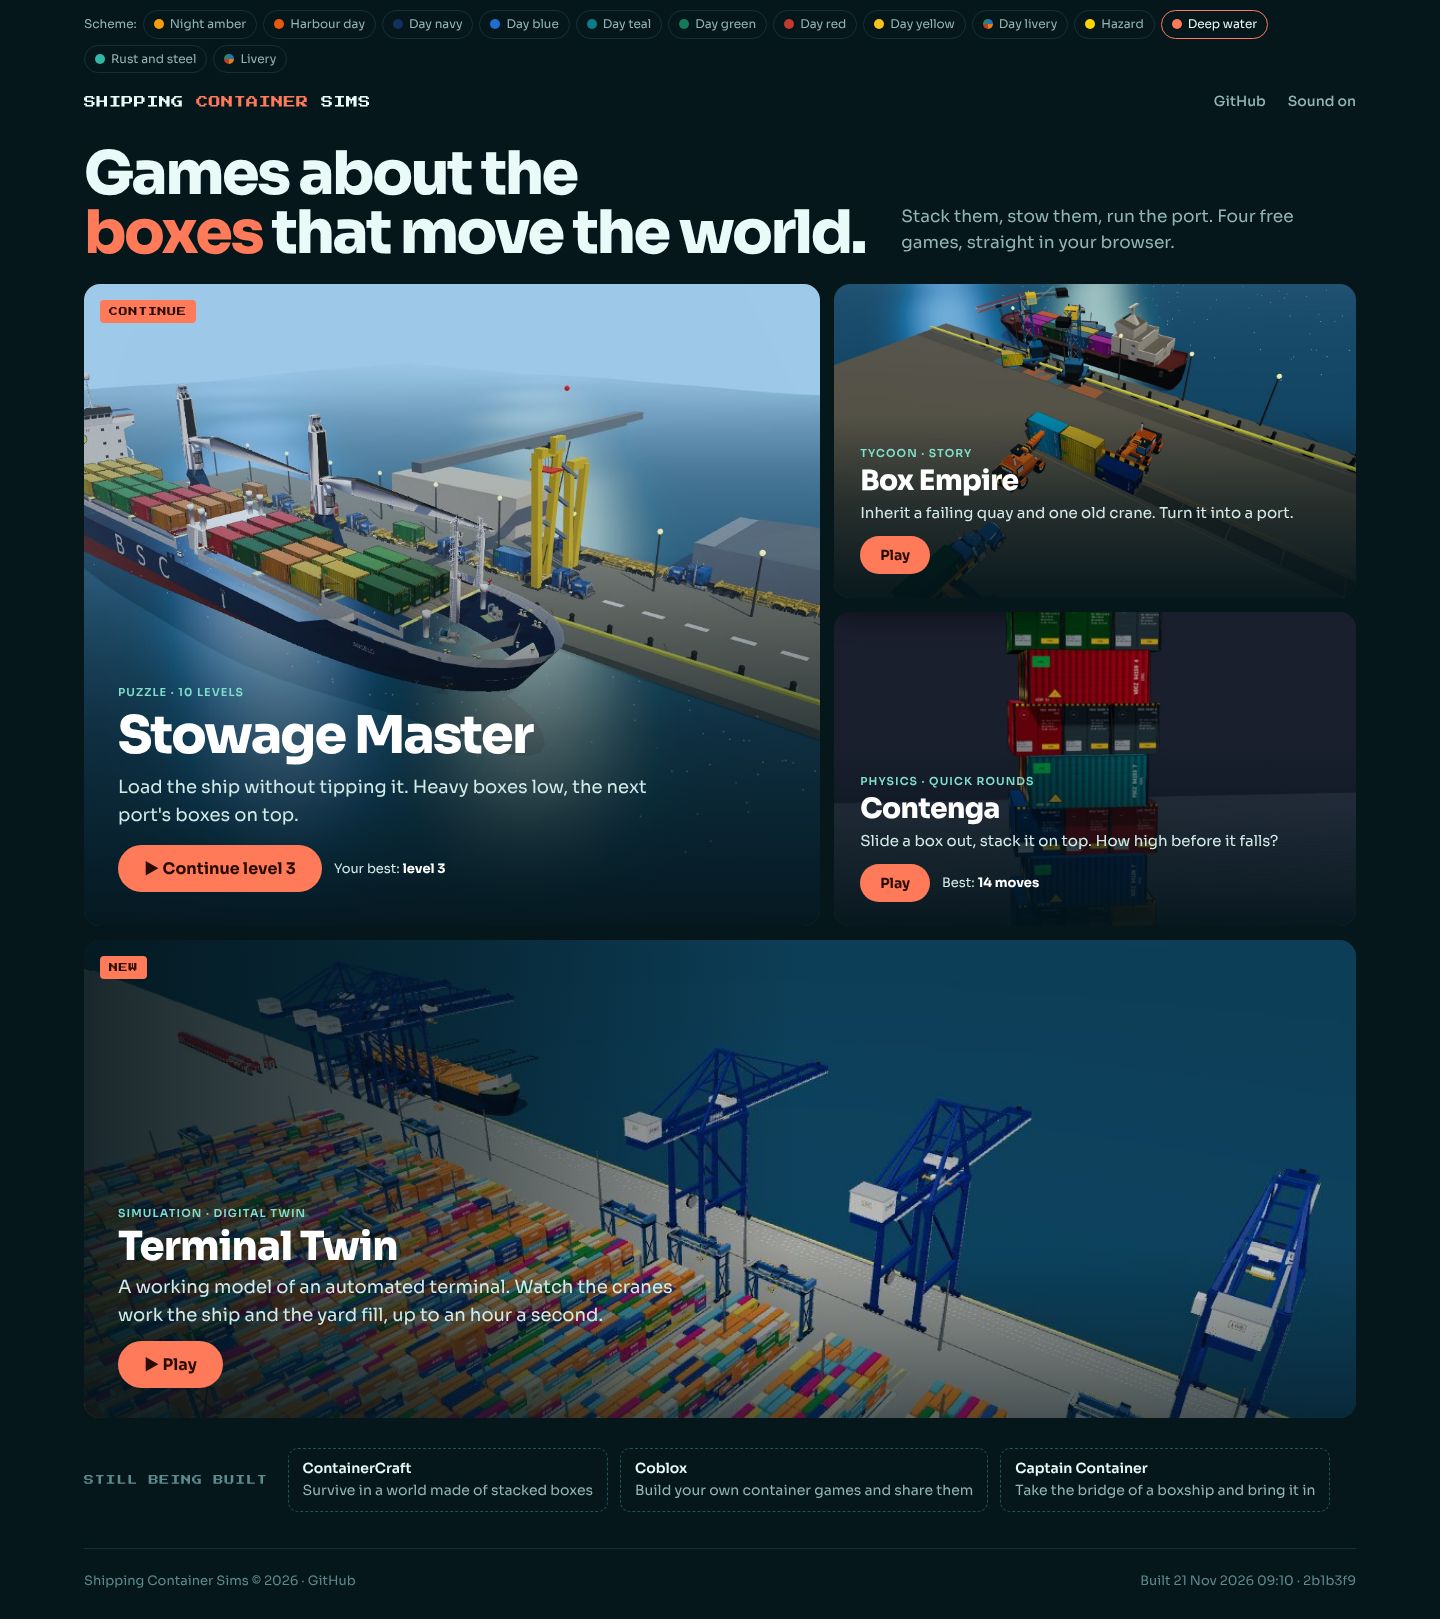 Scheme: Night amber Harbour day Day navy Day blue Day teal Day green Day red Day yellow Day livery Hazard Deep water
Rust and steel Livery
SHIPPING CONTAINER SIMS
GitHub Sound on
Games about the
boxes that move the world.
Stack them, stow them, run the port. Four free
games, straight in your browser.
CONTINUE
BSC
PUZZLE · 10 LEVELS
Stowage Master
Load the ship without tipping it. Heavy boxes low, the next
port's boxes on top.
▶ Continue level 3
Your best: level 3
TYCOON · STORY
Box Empire
Inherit a failing quay and one old crane. Turn it into a port.
Play
PHYSICS · QUICK ROUNDS
Contenga
Slide a box out, stack it on top. How high before it falls?
Play
Best: 14 moves
NEW
SIMULATION · DIGITAL TWIN
Terminal Twin
A working model of an automated terminal. Watch the cranes
work the ship and the yard fill, up to an hour a second.
▶ Play
STILL BEING BUILT
ContainerCraft
Survive in a world made of stacked boxes
Coblox
Build your own container games and share them
Captain Container
Take the bridge of a boxship and bring it in
Shipping Container Sims © 2026 · GitHub
Built 21 Nov 2026 09:10 · 2b1b3f9